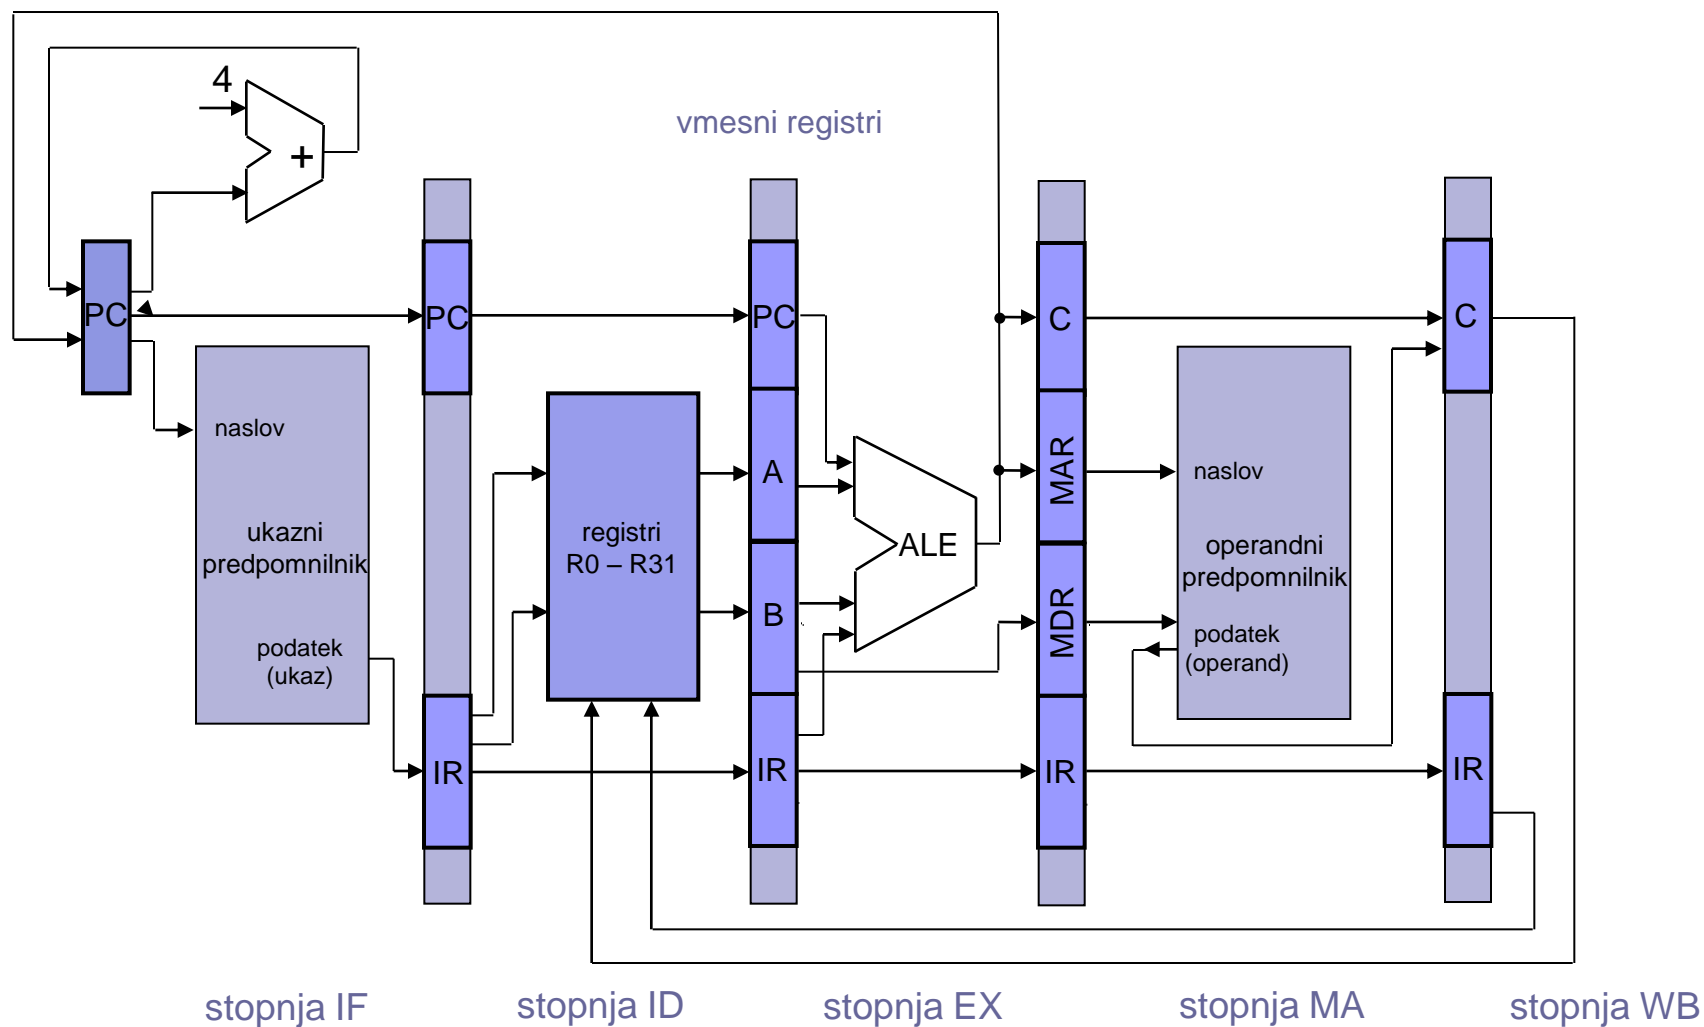 4
+
vmesni registri
PC
PC
PC
C
C
naslov
ukazni
predpomnilnik
podatek
(ukaz)
IR
registri
R0 – R31
A
B
IR
ALE
MAR
MDR
IR
naslov
operandni
predpomnilnik
podatek
(operand)
IR
stopnja IF
stopnja ID
stopnja EX
stopnja MA
stopnja WB